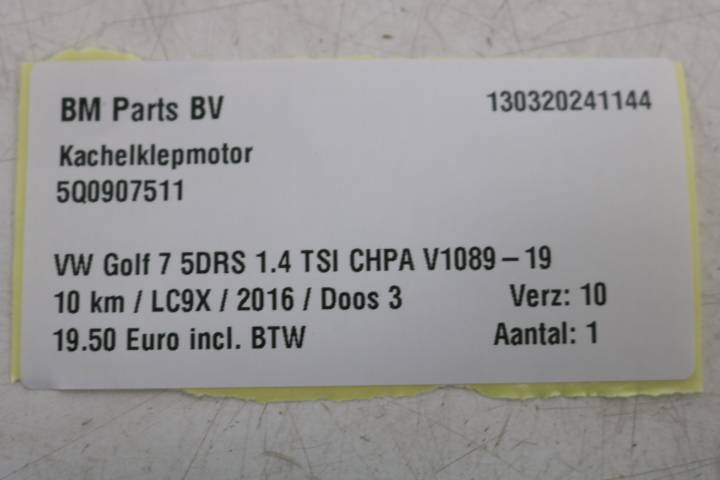 BM Parts BV 130320241144
Kachelklepmotor
5Q0907511
VW Golf 7 5DRS 1.4 TSI CHPA V1089-19
10 km / LC9X / 2016 / Doos 3 Verz: 10
19.50 Euro incl. BTW Aantal: 1